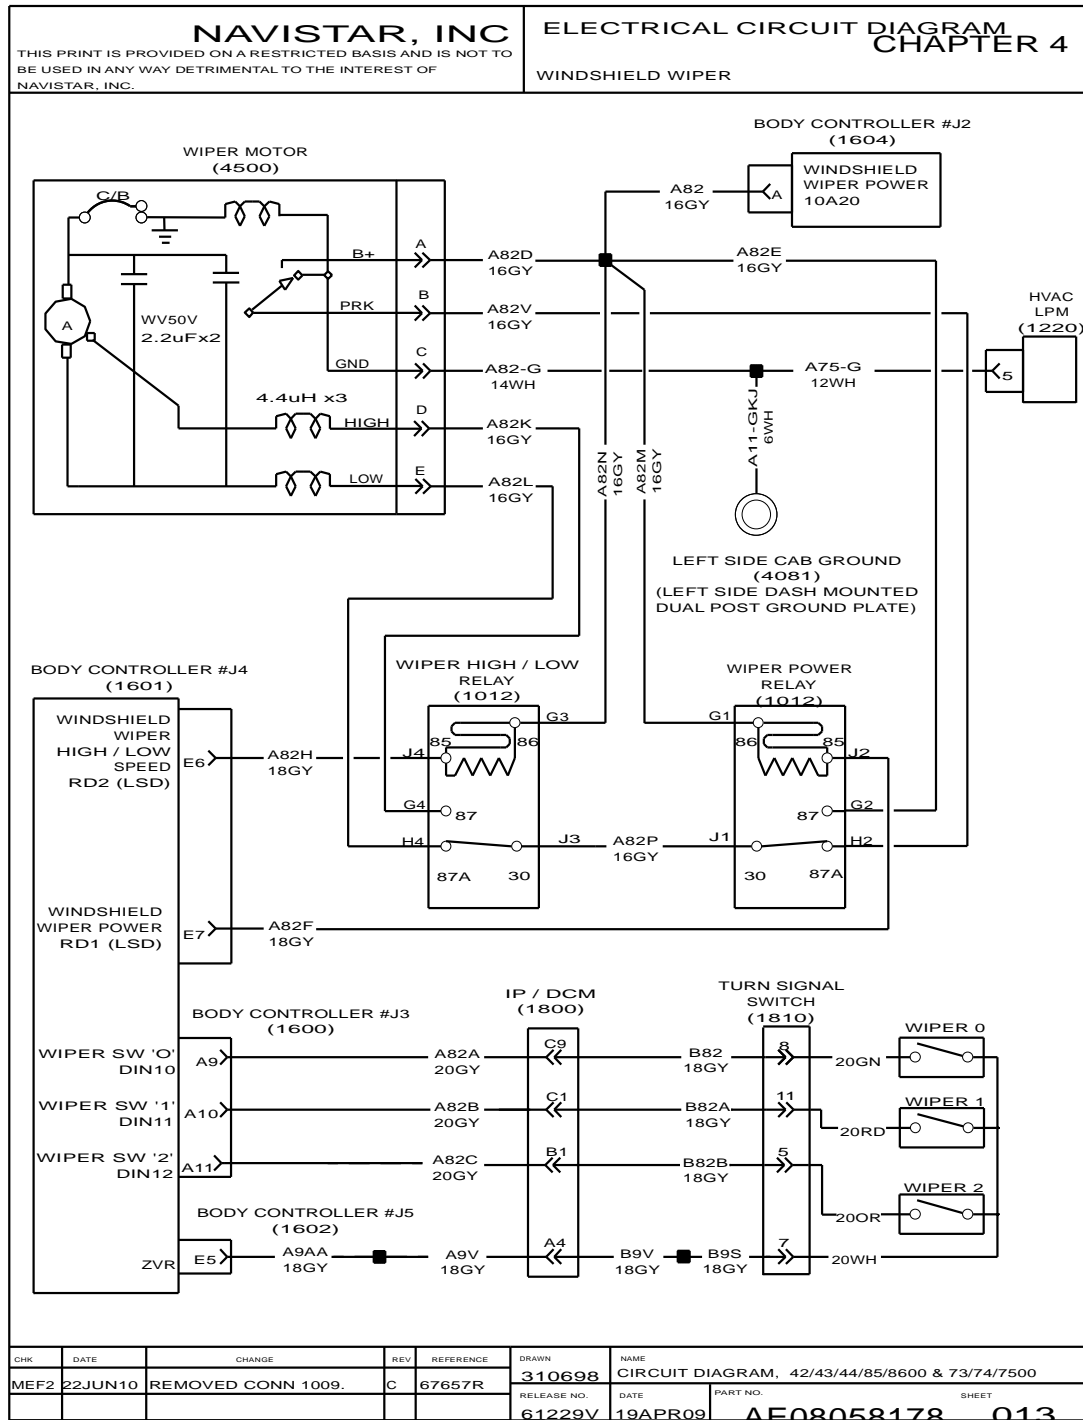 NAVISTAR, INC
THIS PRINT IS PROVIDED ON A RESTRICTED BASIS AND IS NOT TO
BE USED IN ANY WAY DETRIMENTAL TO THE INTEREST OF
NAVISTAR, INC.
ELECTRICAL CIRCUIT DIAGRAM
CHAPTER 4
WINDSHIELD WIPER
BODY CONTROLLER #J2
(1604)
WINDSHIELD
WIPER POWER
10A20
A
A82
16GY
WIPER MOTOR
(4500)
C/B
B+
A
A82D
16GY
A82E
16GY
PRK
B
A82V
16GY
WV50V
2.2uFx2
A
GND
C
A82-G
14WH
A75-G
12WH
HVAC
LPM
(1220)
5
4.4uH x3
HIGH
D
A82K
16GY
LOW
E
A82L
16GY
A82N
16GY
A82M
16GY
A11-GKJ
6WH
LEFT SIDE CAB GROUND
(4081)
(LEFT SIDE DASH MOUNTED
DUAL POST GROUND PLATE)
BODY CONTROLLER #J4
(1601)
WIPER HIGH / LOW
RELAY
(1012)
WIPER POWER
RELAY
(1012)
WINDSHIELD
WIPER
HIGH / LOW
SPEED
RD2 (LSD)
E6
A82H
18GY
J4
85
86
G3
G1
86
85
J2
G4
87
87
G2
H4
J3
A82P
16GY
J1
H2
87A
30
30
87A
WINDSHIELD
WIPER POWER
RD1 (LSD)
E7
A82F
18GY
BODY CONTROLLER #J3
(1600)
IP / DCM
(1800)
TURN SIGNAL
SWITCH
(1810)
WIPER SW 'O'
DIN10
A9
A82A
20GY
C9
B82
18GY
8
20GN
WIPER 0
WIPER SW '1'
DIN11
A10
A82B
20GY
C1
B82A
18GY
11
20RD
WIPER 1
WIPER SW '2'
DIN12
A11
A82C
20GY
B1
B82B
18GY
5
20OR
WIPER 2
BODY CONTROLLER #J5
(1602)
ZVR
E5
A9AA
18GY
A9V
18GY
A4
B9V
18GY
B9S
18GY
7
20WH
CHK DATE CHANGE REV REFERENCE
MEF2 22JUN10 REMOVED CONN 1009. C 67657R
DRAWN
310698
NAME
CIRCUIT DIAGRAM, 42/43/44/85/8600 & 73/74/7500
RELEASE NO.
61229V
DATE
19APR09
PART NO.
AE08058178
SHEET
013